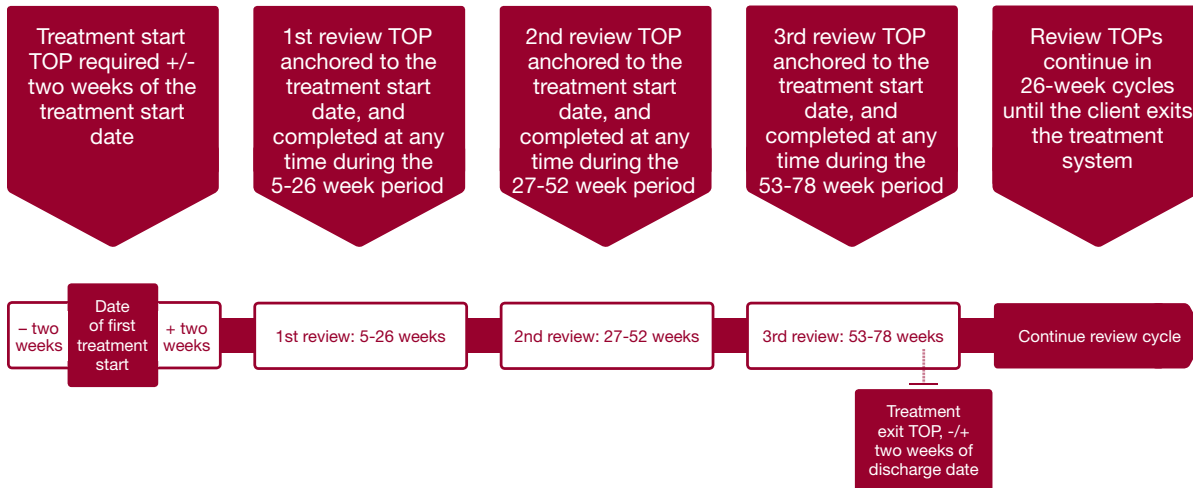 Treatment start
TOP required +/-
two weeks of the
treatment start
date
1st review TOP
anchored to the
treatment start
date, and
completed at any
time during the
5-26 week period
2nd review TOP
anchored to the
treatment start
date, and
completed at any
time during the
27-52 week period
3rd review TOP
anchored to the
treatment start
date, and
completed at any
time during the
53-78 week period
Review TOPs
continue in
26-week cycles
until the client exits
the treatment
system
– two
weeks
Date
of first
treatment
start
+ two
weeks
1st review: 5-26 weeks
2nd review: 27-52 weeks
3rd review: 53-78 weeks
Continue review cycle
Treatment
exit TOP, -/+
two weeks of
discharge date